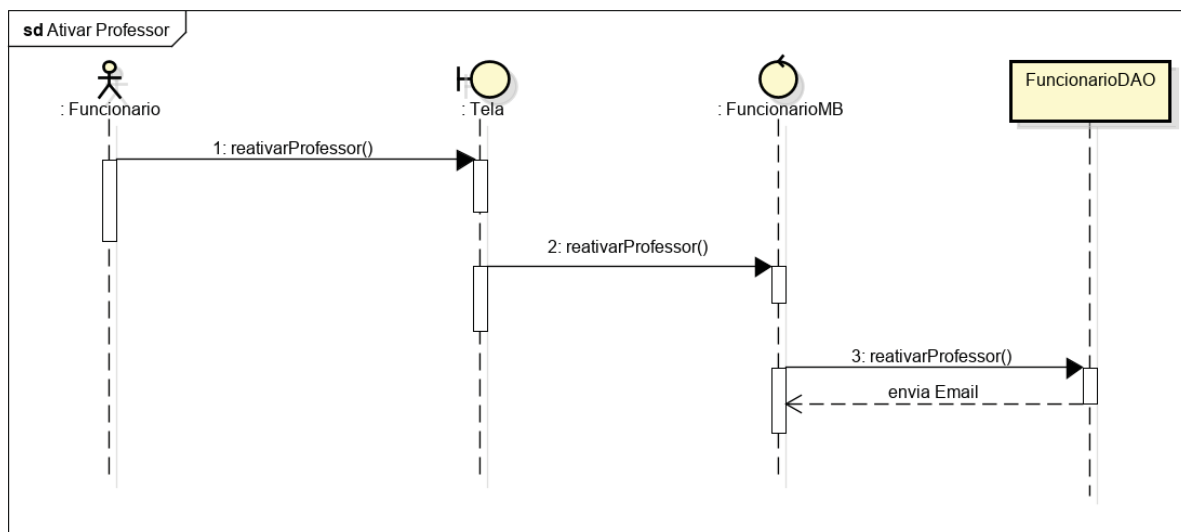 sd Ativar Professor
: Funcionario
: Tela
: FuncionarioMB
FuncionarioDAO
1: reativarProfessor()
2: reativarProfessor()
3: reativarProfessor()
envia Email